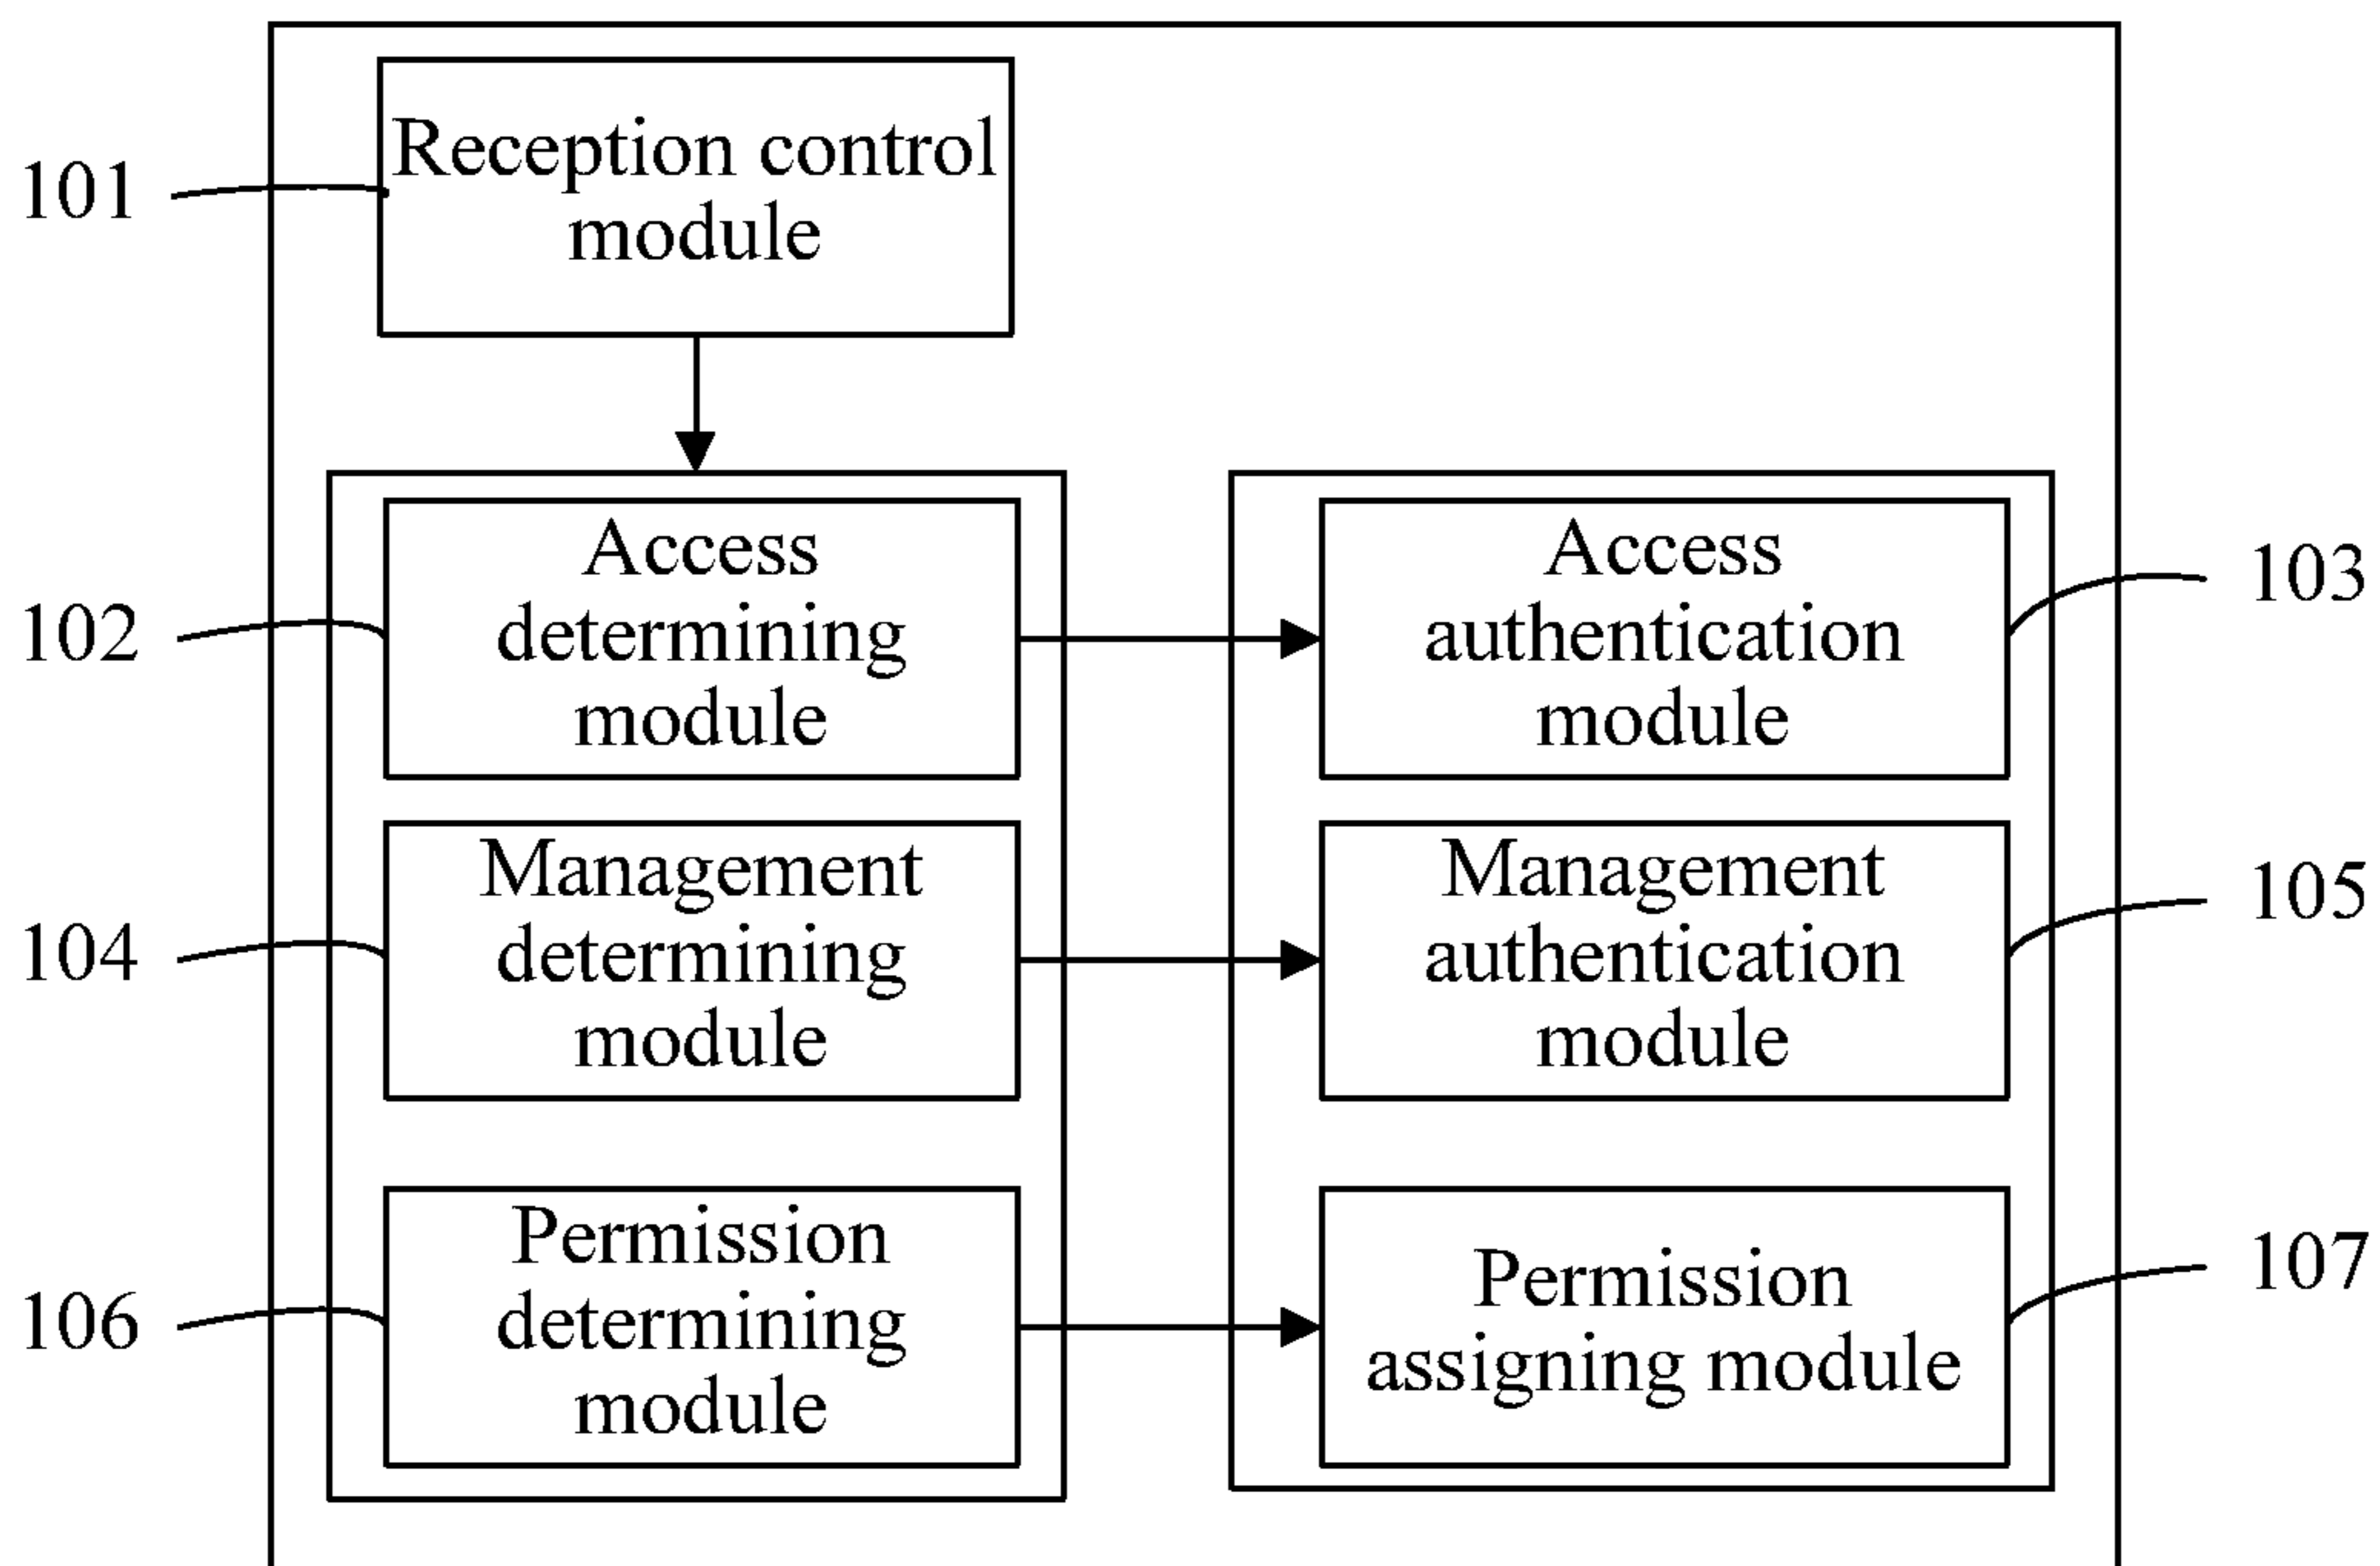 Reception control
module
101
Access
determining
module
102
Access
authentication
module
103
Management
determining
module
104
Management
authentication
module
105
Permission
determining
module
106
Permission
assigning module
107